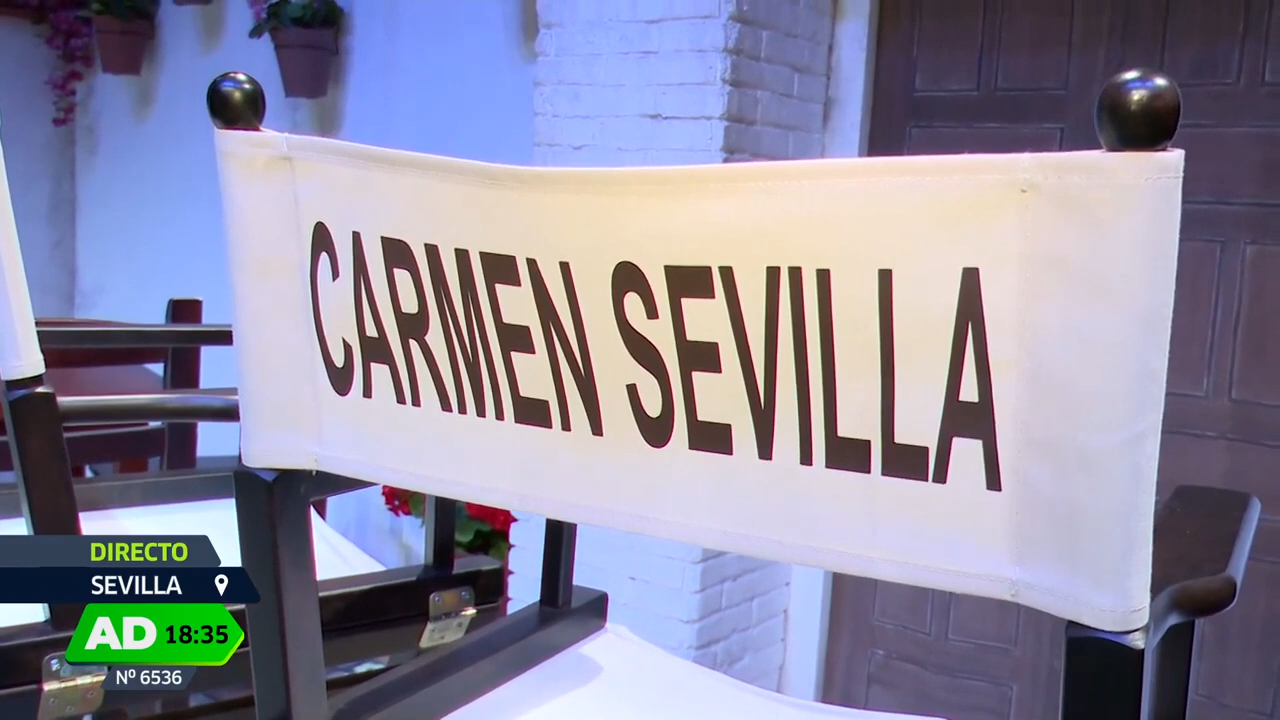 CARMEN SEVILLA
DIRECTO
SEVILLA
AD 18:35
Nº 6536